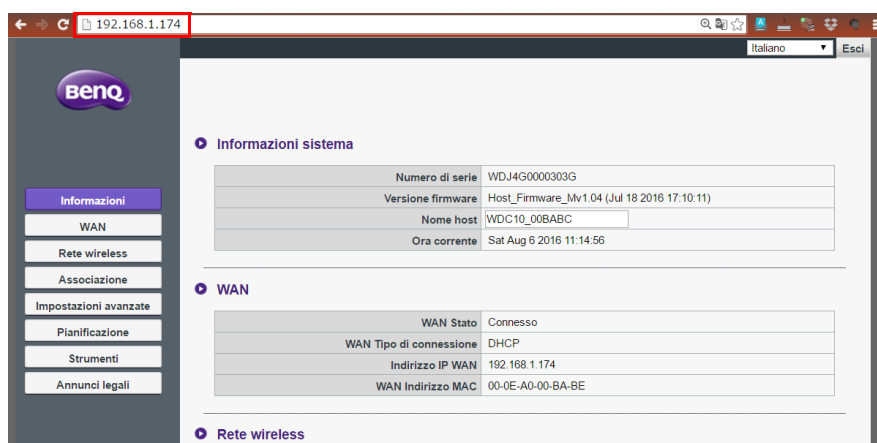 192.168.1.174
Italiano Esci
BenQ
Informazioni
WAN
Rete wireless
Associazione
Impostazioni avanzate
Pianificazione
Strumenti
Annunci legali
Informazioni sistema
Numero di serie WDJ4G0000303G
Versione firmware Host_Firmware_Mv1.04 (Jul 18 2016 17:10:11)
Nome host WDC10_00BABC
Ora corrente Sat Aug 6 2016 11:14:56
WAN
WAN Stato Connesso
WAN Tipo di connessione DHCP
Indirizzo IP WAN 192.168.1.174
WAN Indirizzo MAC 00-0E-A0-00-BA-BE
Rete wireless